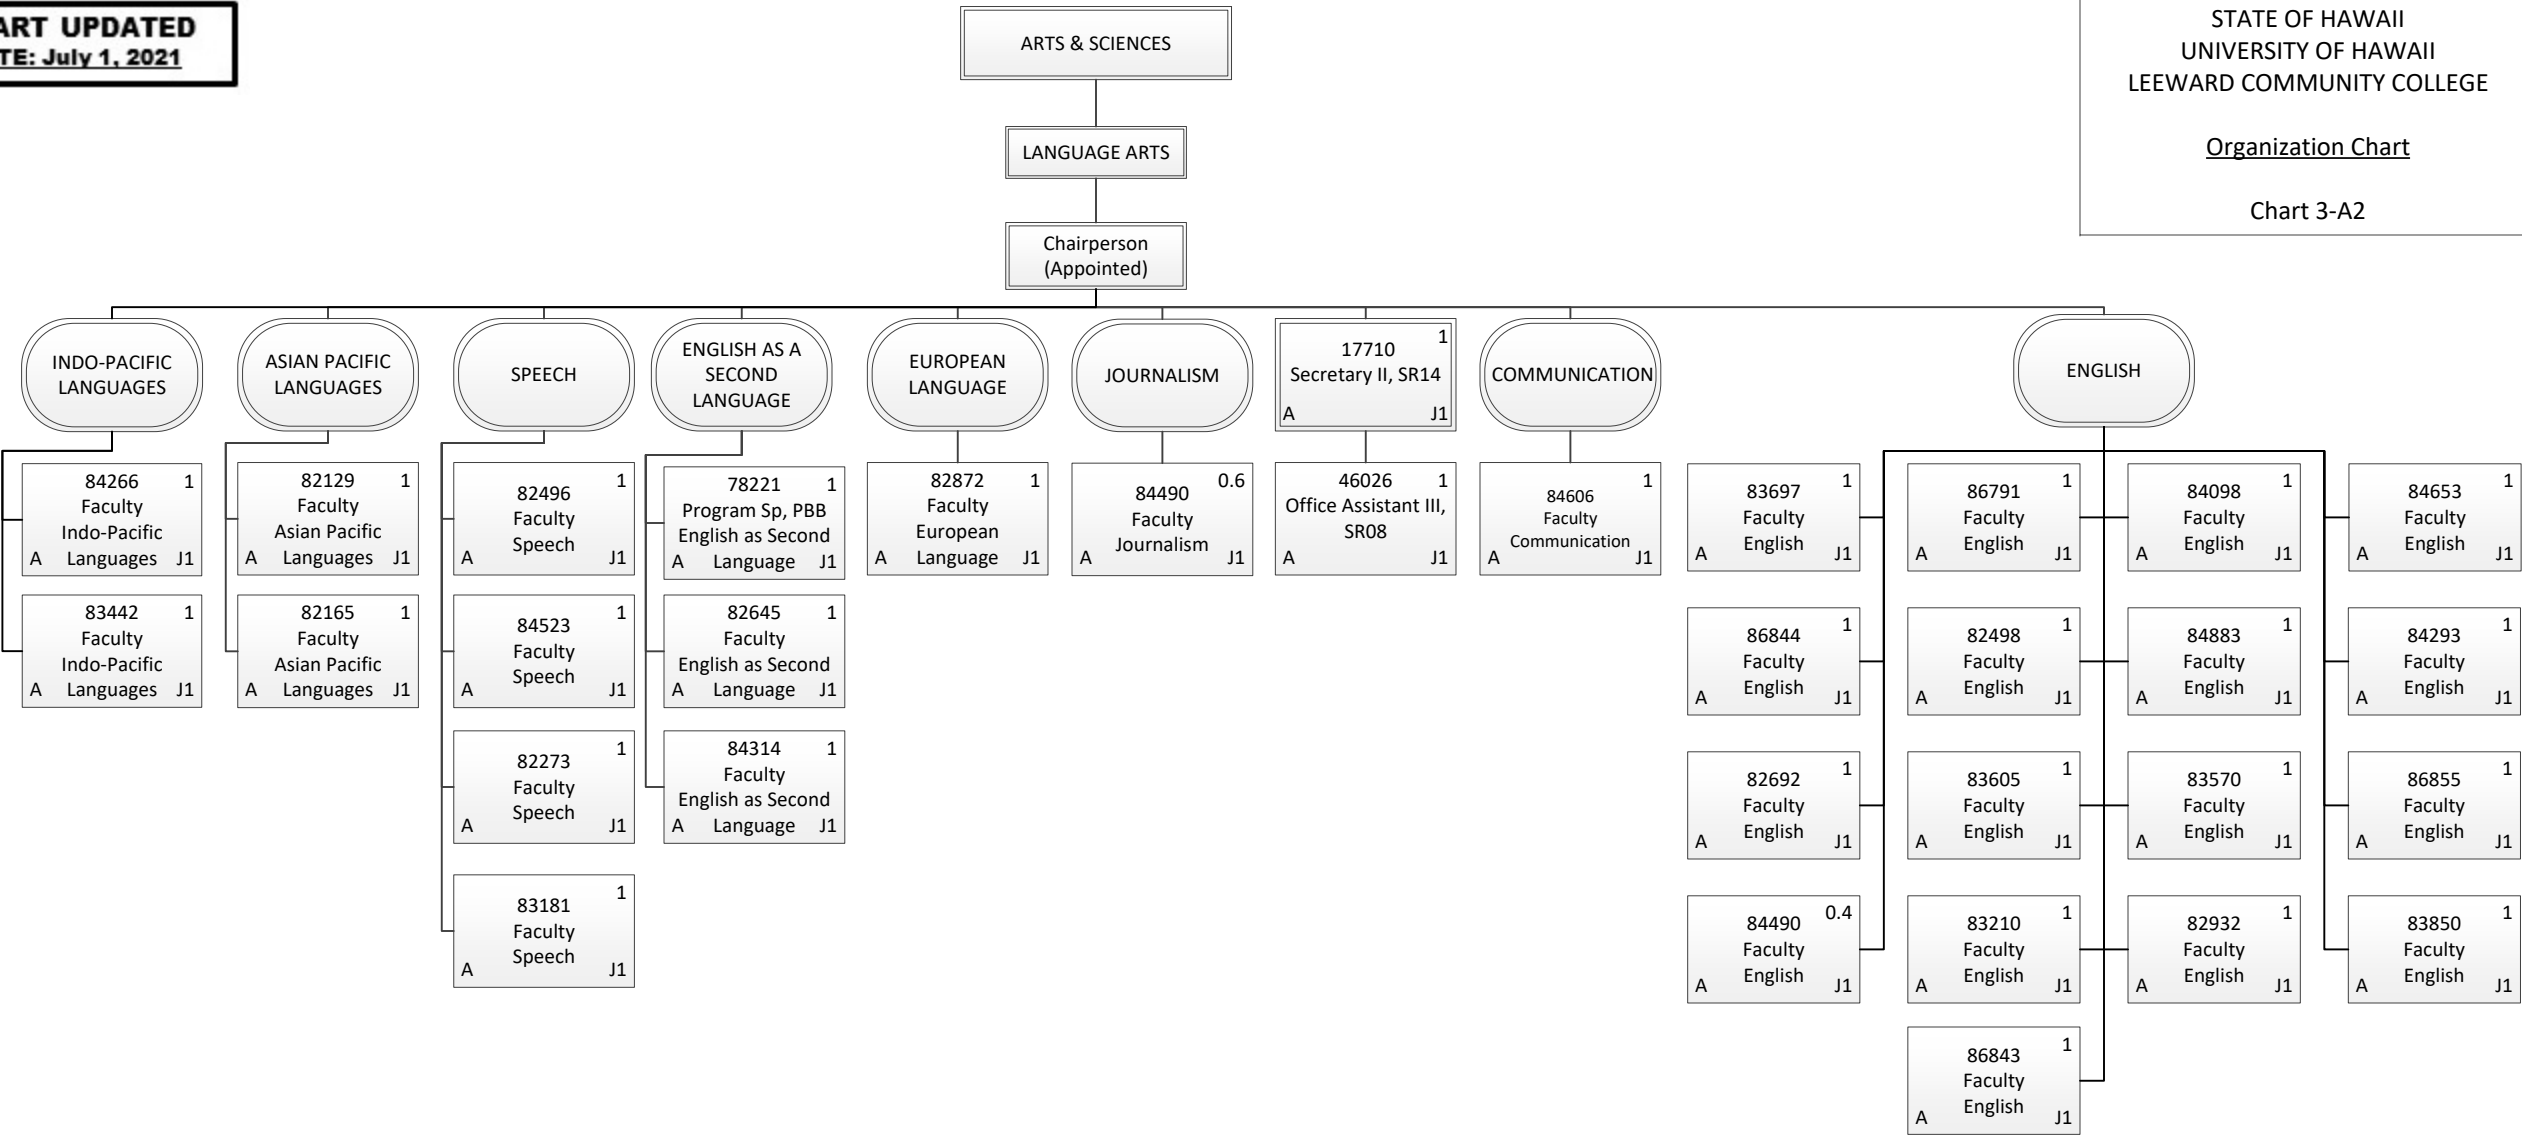 ART UPDATED
TE: July 1, 2021
STATE OF HAWAII
UNIVERSITY OF HAWAII
LEEWARD COMMUNITY COLLEGE
Organization Chart
Chart 3-A2
ARTS & SCIENCES
LANGUAGE ARTS
Chairperson
(Appointed)
INDO-PACIFIC
LANGUAGES
84266 1
Faculty
Indo-Pacific
A Languages J1
83442 1
Faculty
Indo-Pacific
A Languages J1
ASIAN PACIFIC
LANGUAGES
82129 1
Faculty
Asian Pacific
A Languages J1
82165 1
Faculty
Asian Pacific
A Languages J1
SPEECH
82496 1
Faculty
Speech
A J1
84523 1
Faculty
Speech
A J1
82273 1
Faculty
Speech
A J1
83181 1
Faculty
Speech
A J1
ENGLISH AS A
SECOND
LANGUAGE
78221 1
Program Sp, PBB
English as Second
A Language J1
82645 1
Faculty
English as Second
A Language J1
84314 1
Faculty
English as Second
A Language J1
EUROPEAN
LANGUAGE
82872 1
Faculty
European
A Language J1
JOURNALISM
84490 0.6
Faculty
Journalism
A J1
17710 1
Secretary II, SR14
A J1
46026 1
Office Assistant III,
SR08
A J1
COMMUNICATION
84606 1
Faculty
Communication
A J1
ENGLISH
83697 1
Faculty
English
A J1
86844 1
Faculty
English
A J1
82692 1
Faculty
English
A J1
84490 0.4
Faculty
English
A J1
86791 1
Faculty
English
A J1
82498 1
Faculty
English
A J1
83605 1
Faculty
English
A J1
83210 1
Faculty
English
A J1
86843 1
Faculty
English
A J1
84098 1
Faculty
English
A J1
84883 1
Faculty
English
A J1
83570 1
Faculty
English
A J1
82932 1
Faculty
English
A J1
84653 1
Faculty
English
A J1
84293 1
Faculty
English
A J1
86855 1
Faculty
English
A J1
83850 1
Faculty
English
A J1